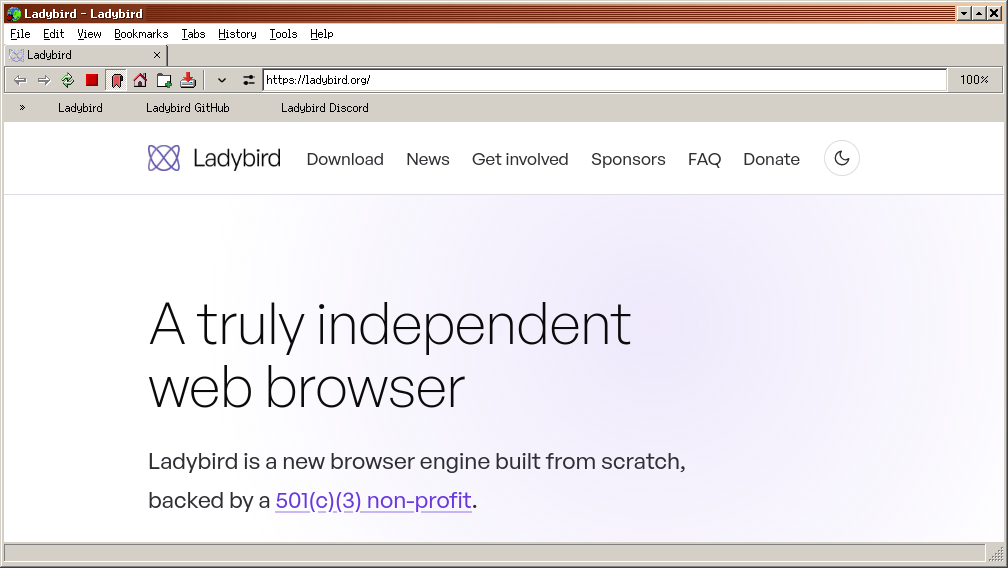 Ladybird - Ladybird
File Edit View Bookmarks Tabs History Tools Help
Ladybird
https://ladybird.org/ 100%
» Ladybird Ladybird GitHub Ladybird Discord
Ladybird Download News Get involved Sponsors FAQ Donate
A truly independent
web browser
Ladybird is a new browser engine built from scratch,
backed by a 501(c)(3) non-profit.